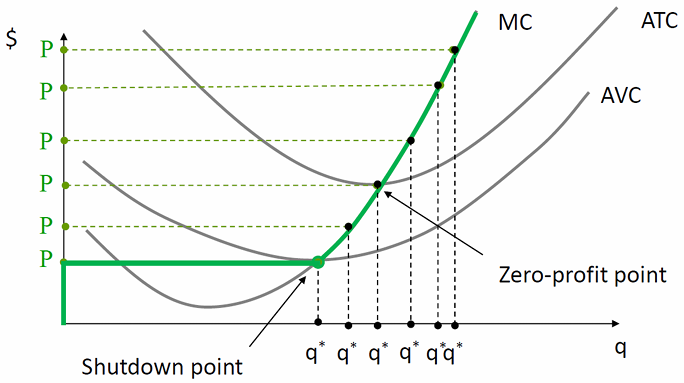 $
MC
ATC
P
P
AVC
P
P
P
P
Zero-profit point
Shutdown point
q* q* q* q* q*q*
q